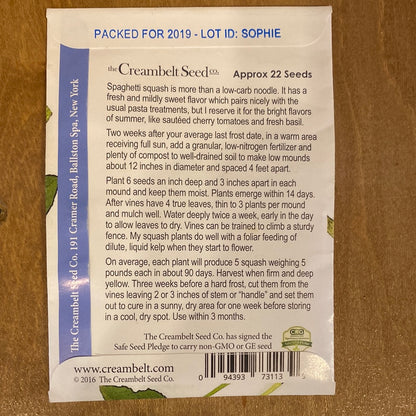 PACKED FOR 2019 - LOT ID: SOPHIE
the Creambelt Seed CO. Approx 22 Seeds
Spaghetti squash is more than a low-carb noodle. It has a
fresh and mildly sweet flavor which pairs nicely with the
usual pasta treatments, but I reserve it for the bright flavors
of summer, like sautéed cherry tomatoes and fresh basil.
Two weeks after your average last frost date, in a warm area
receiving full sun, add a granular, low-nitrogen fertilizer and
plenty of compost to well-drained soil to make low mounds
about 12 inches in diameter and spaced 4 feet apart.
Plant 6 seeds an inch deep and 3 inches apart in each
mound and keep them moist. Plants emerge within 14 days.
After vines have 4 true leaves, thin to 3 plants per mound
and mulch well. Water deeply twice a week, early in the day
to allow leaves to dry. Vines can be trained to climb a sturdy
fence. My squash plants do well with a foliar feeding of
dilute, liquid kelp when they start to flower.
On average, each plant will produce 5 squash weighing 5
pounds each in about 90 days. Harvest when firm and deep
yellow. Three weeks before a hard frost, cut them from the
vines leaving 2 or 3 inches of stem or "handle" and set them
out to cure in a sunny, dry area for one week before storing
in a cool, dry spot. Use within 3 months.
The Creambelt Seed Co. has signed the
Safe Seed Pledge to carry non-GMO or GE seed
www.creambelt.com
© 2016 The Creambelt Seed Co.
0 94393 73113
The Creambelt Seed Co. 191 Cramer Road, Ballston Spa, New York